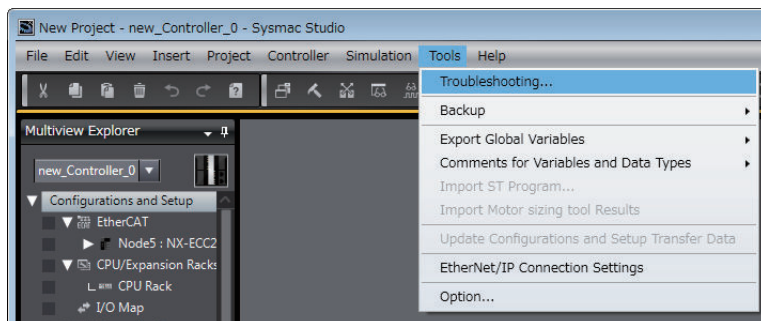 New Project - new_Controller_0 - Sysmac Studio
File Edit View Insert Project Controller Simulation Tools Help
Troubleshooting...
Backup
Export Global Variables
Comments for Variables and Data Types
Import ST Program...
Import Motor sizing tool Results
Update Configurations and Setup Transfer Data
EtherNet/IP Connection Settings
Option...
Multiview Explorer
new_Controller_0
Configurations and Setup
EtherCAT
Node5 : NX-ECC2
CPU/Expansion Racks
CPU Rack
I/O Map